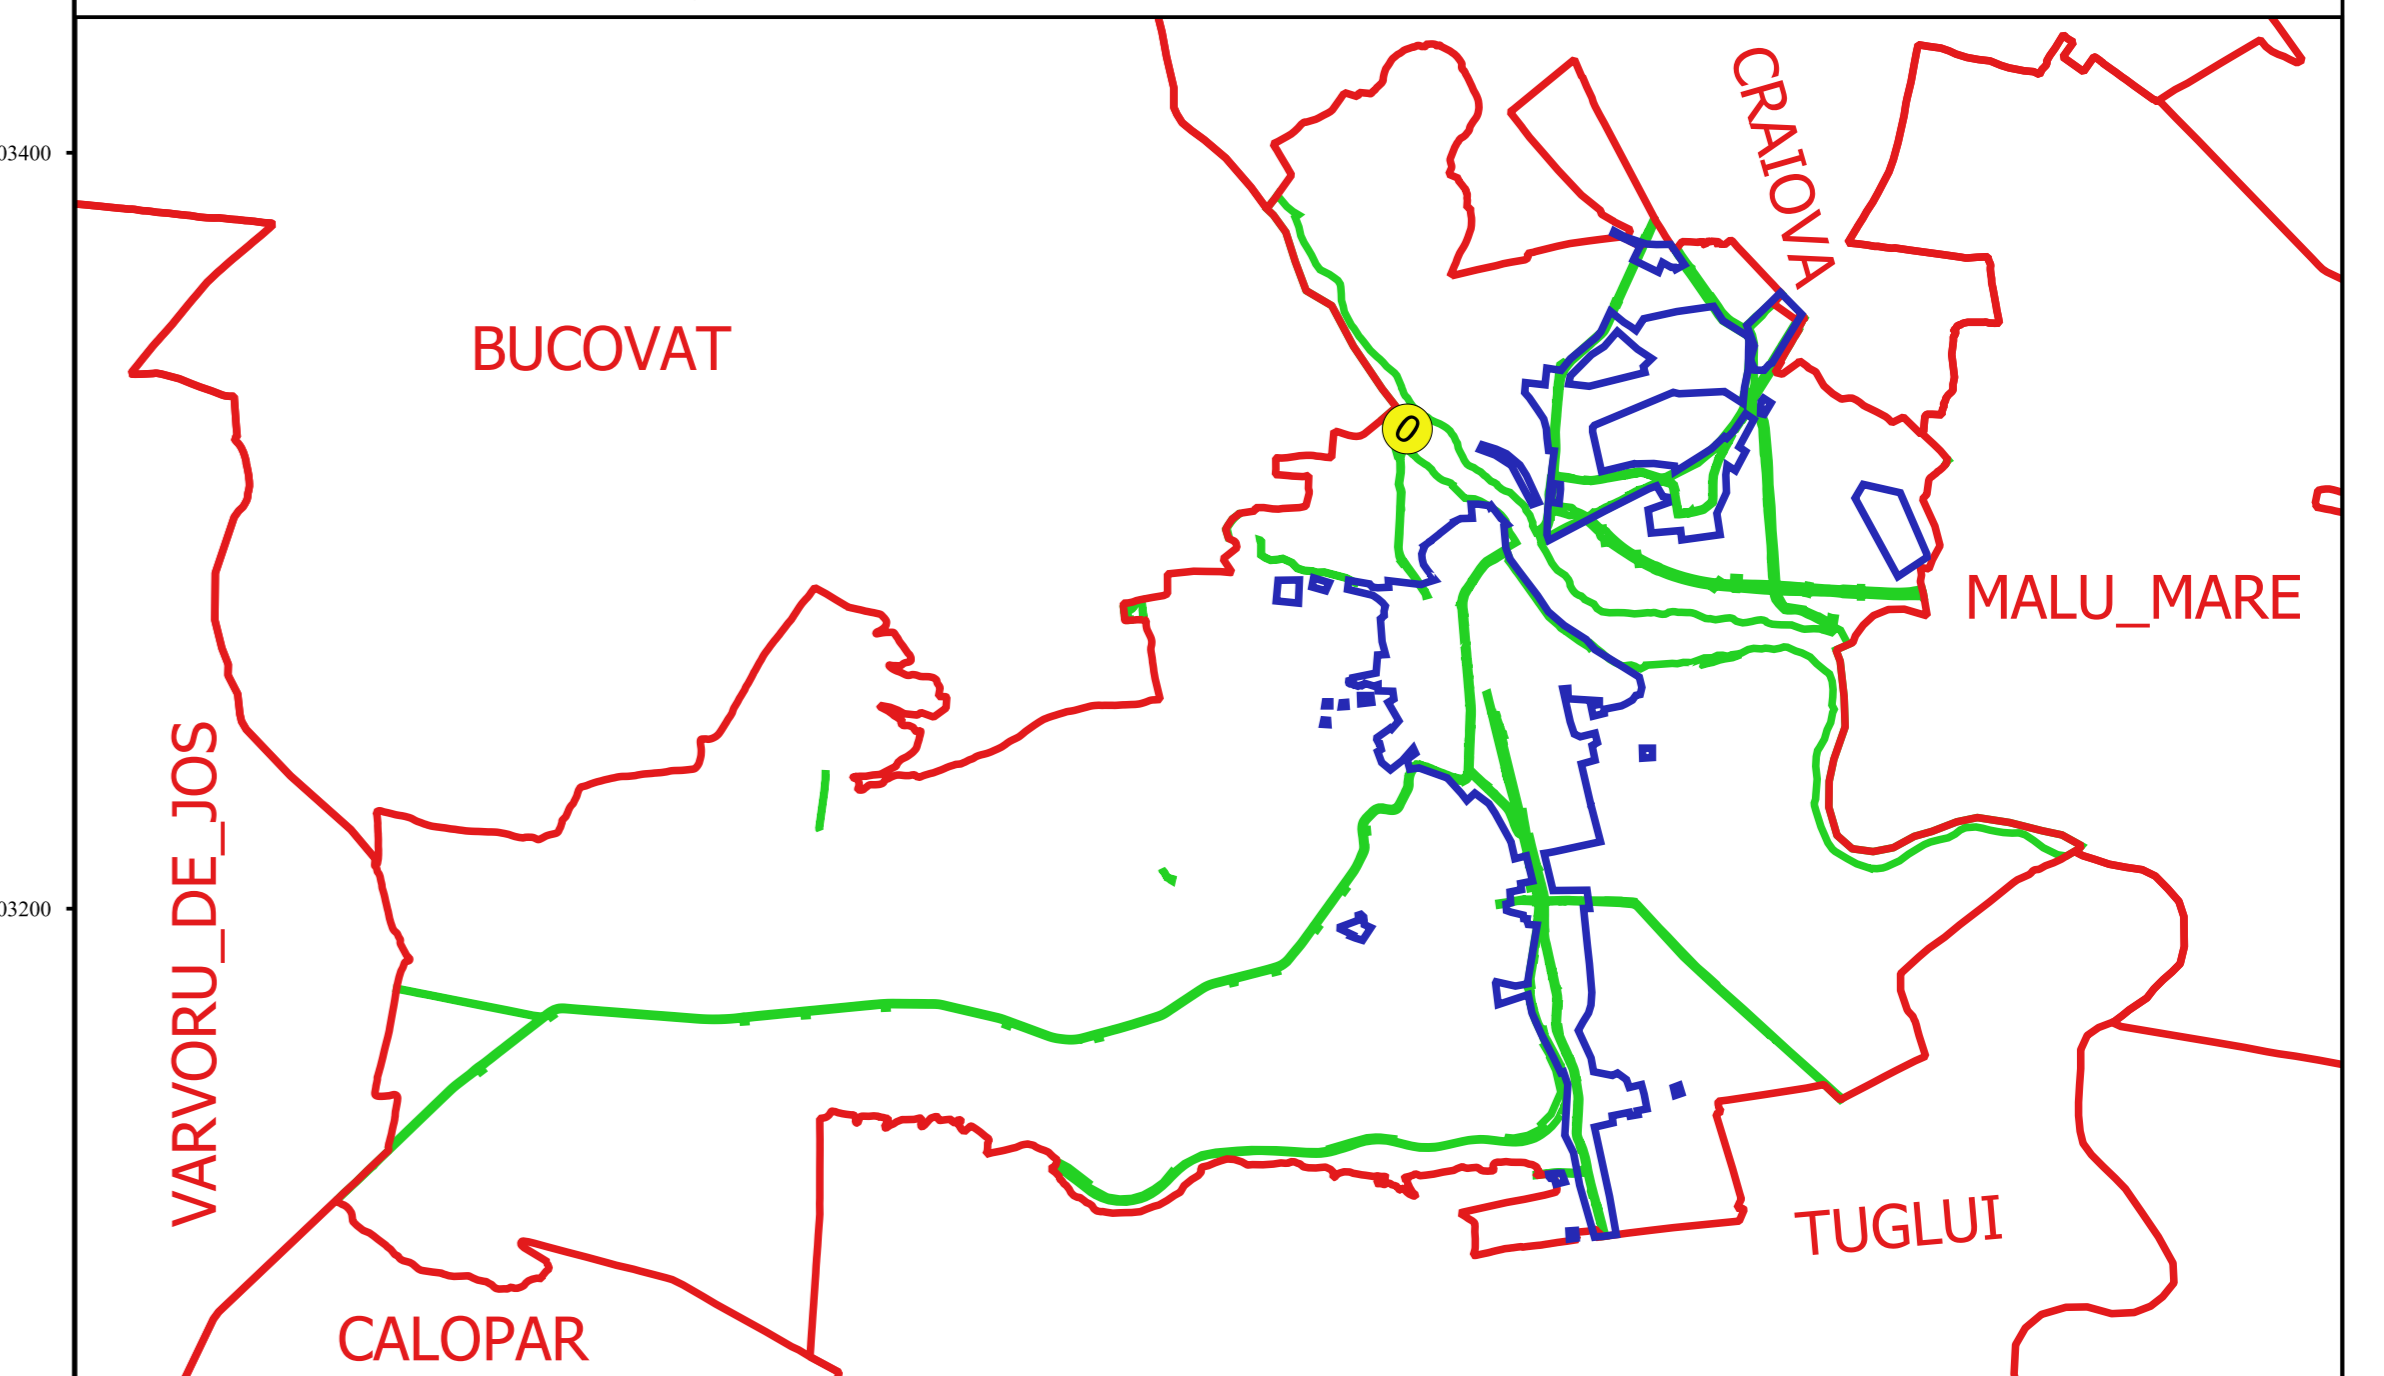 CRAIOVA
03400
BUCOVAT
0
MALU_MARE
VARVORU_DE_JOS
03200
TUGLUI
CALOPAR